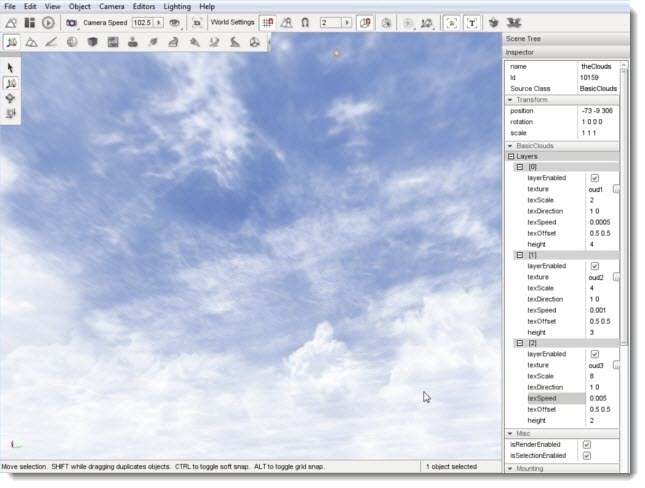 File Edit View Object Camera Editors Lighting Help
Camera Speed 102.5 World Settings 2 T
Scene Tree
Inspector
name theClouds
Id 10159
Source Class BasicClouds
Transform
position -73 -9 306
rotation 1 0 0 0
scale 1 1 1
BasicClouds
Layers
[0]
layerEnabled
texture oud1 ...
texScale 2
texDirection 1 0
texSpeed 0.0005
texOffset 0.5 0.5
height 4
[1]
layerEnabled
texture oud2 ...
texScale 4
texDirection 1 0
texSpeed 0.001
texOffset 0.5 0.5
height 3
[2]
layerEnabled
texture oud3 ...
texScale 8
texDirection 1 0
texSpeed 0.005
texOffset 0.5 0.5
height 2
Misc
isRenderEnabled
isSelectionEnabled
Mounting
Move selection. SHIFT while dragging duplicates objects. CTRL to toggle soft snap. ALT to toggle grid snap. 1 object selected